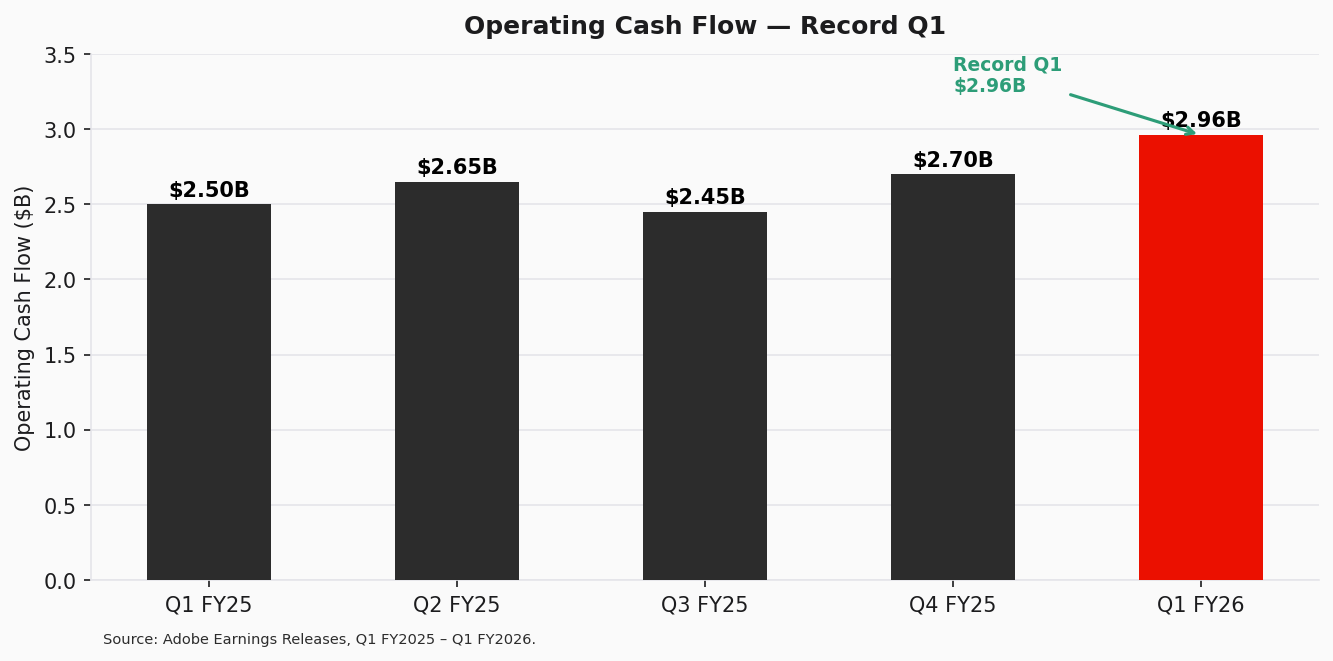 Operating Cash Flow — Record Q1
Operating Cash Flow ($B)
3.5
3.0
2.5
2.0
1.5
1.0
0.5
0.0
Record Q1
$2.96B
$2.50B
$2.65B
$2.45B
$2.70B
$2.96B
Q1 FY25
Q2 FY25
Q3 FY25
Q4 FY25
Q1 FY26
Source: Adobe Earnings Releases, Q1 FY2025 – Q1 FY2026.